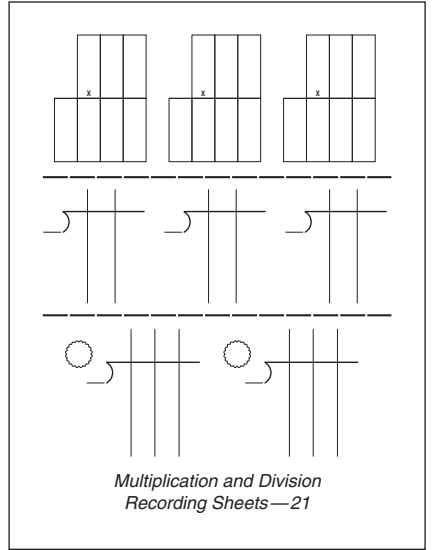 x x x
Multiplication and Division
Recording Sheets—21